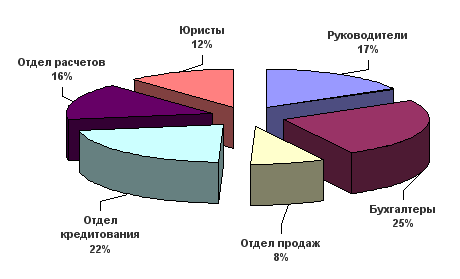 Юристы
12%
Руководители
17%
Отдел расчетов
16%
Бухгалтеры
25%
Отдел
кредитования
22%
Отдел продаж
8%